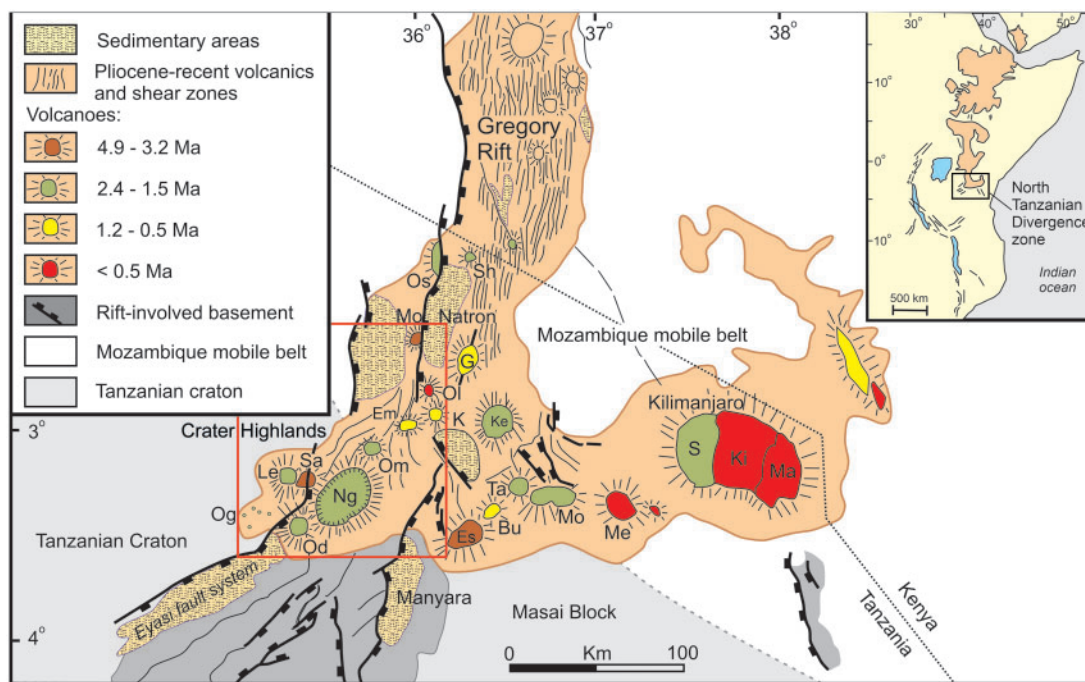 Sedimentary areas
Pliocene-recent volcanics
and shear zones
Volcanoes:
4.9 - 3.2 Ma
2.4 - 1.5 Ma
1.2 - 0.5 Ma
< 0.5 Ma
Rift-involved basement
Mozambique mobile belt
Tanzanian craton
36°
37°
38°
30°
40°
50°
10°
0°
10°
North
Tanzanian
Divergence
zone
Indian
ocean
500 km
Gregory
Rift
Os
Sh
Mo
Natron
G
Mozambique mobile belt
Ol
Em
K
Ke
Kilimanjaro
3°
Crater Highlands
Sa
Le
Om
S
Ki
Ma
Ng
Ta
Og
Mo
Bu
Me
Od
Es
Tanzanian Craton
Eyasi fault system
Manyara
Masai Block
Kenya
Tanzania
4°
0
Km
100